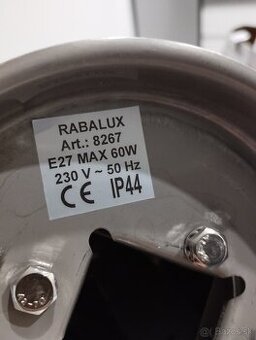 RABALUX
Art.: 8267
E27 MAX 60W
230 V ~ 50 Hz
CE IP44